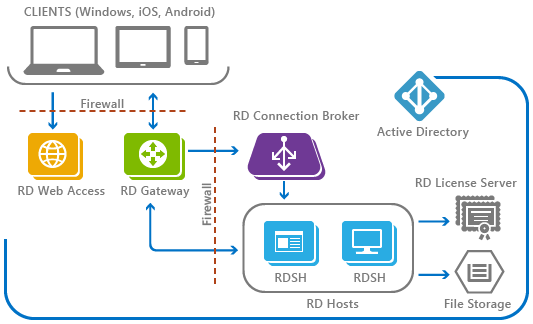 CLIENTS (Windows, iOS, Android)
Firewall
RD Connection Broker
Active Directory
RD Web Access
RD Gateway
Firewall
RD License Server
RDSH
RDSH
RD Hosts
File Storage